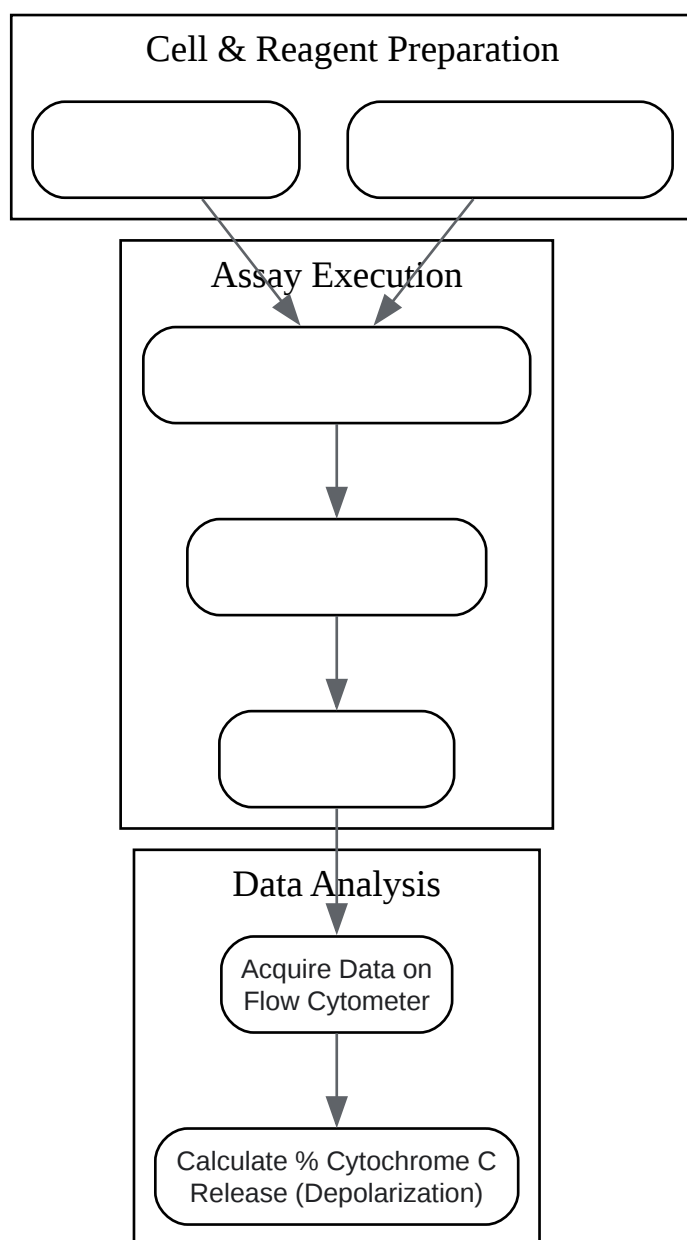 Cell & Reagent Preparation
Assay Execution
Data Analysis
Acquire Data on
Flow Cytometer
Calculate % Cytochrome C
Release (Depolarization)